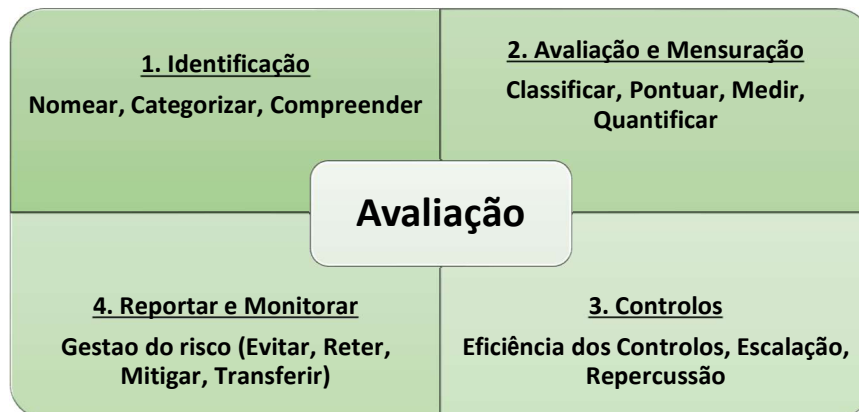 1. Identificação
Nomear, Categorizar, Compreender
2. Avaliação e Mensuração
Classificar, Pontuar, Medir,
Quantificar
Avaliação
4. Reportar e Monitorar
Gestao do risco (Evitar, Reter,
Mitigar, Transferir)
3. Controlos
Eficiência dos Controlos, Escalação,
Repercussão